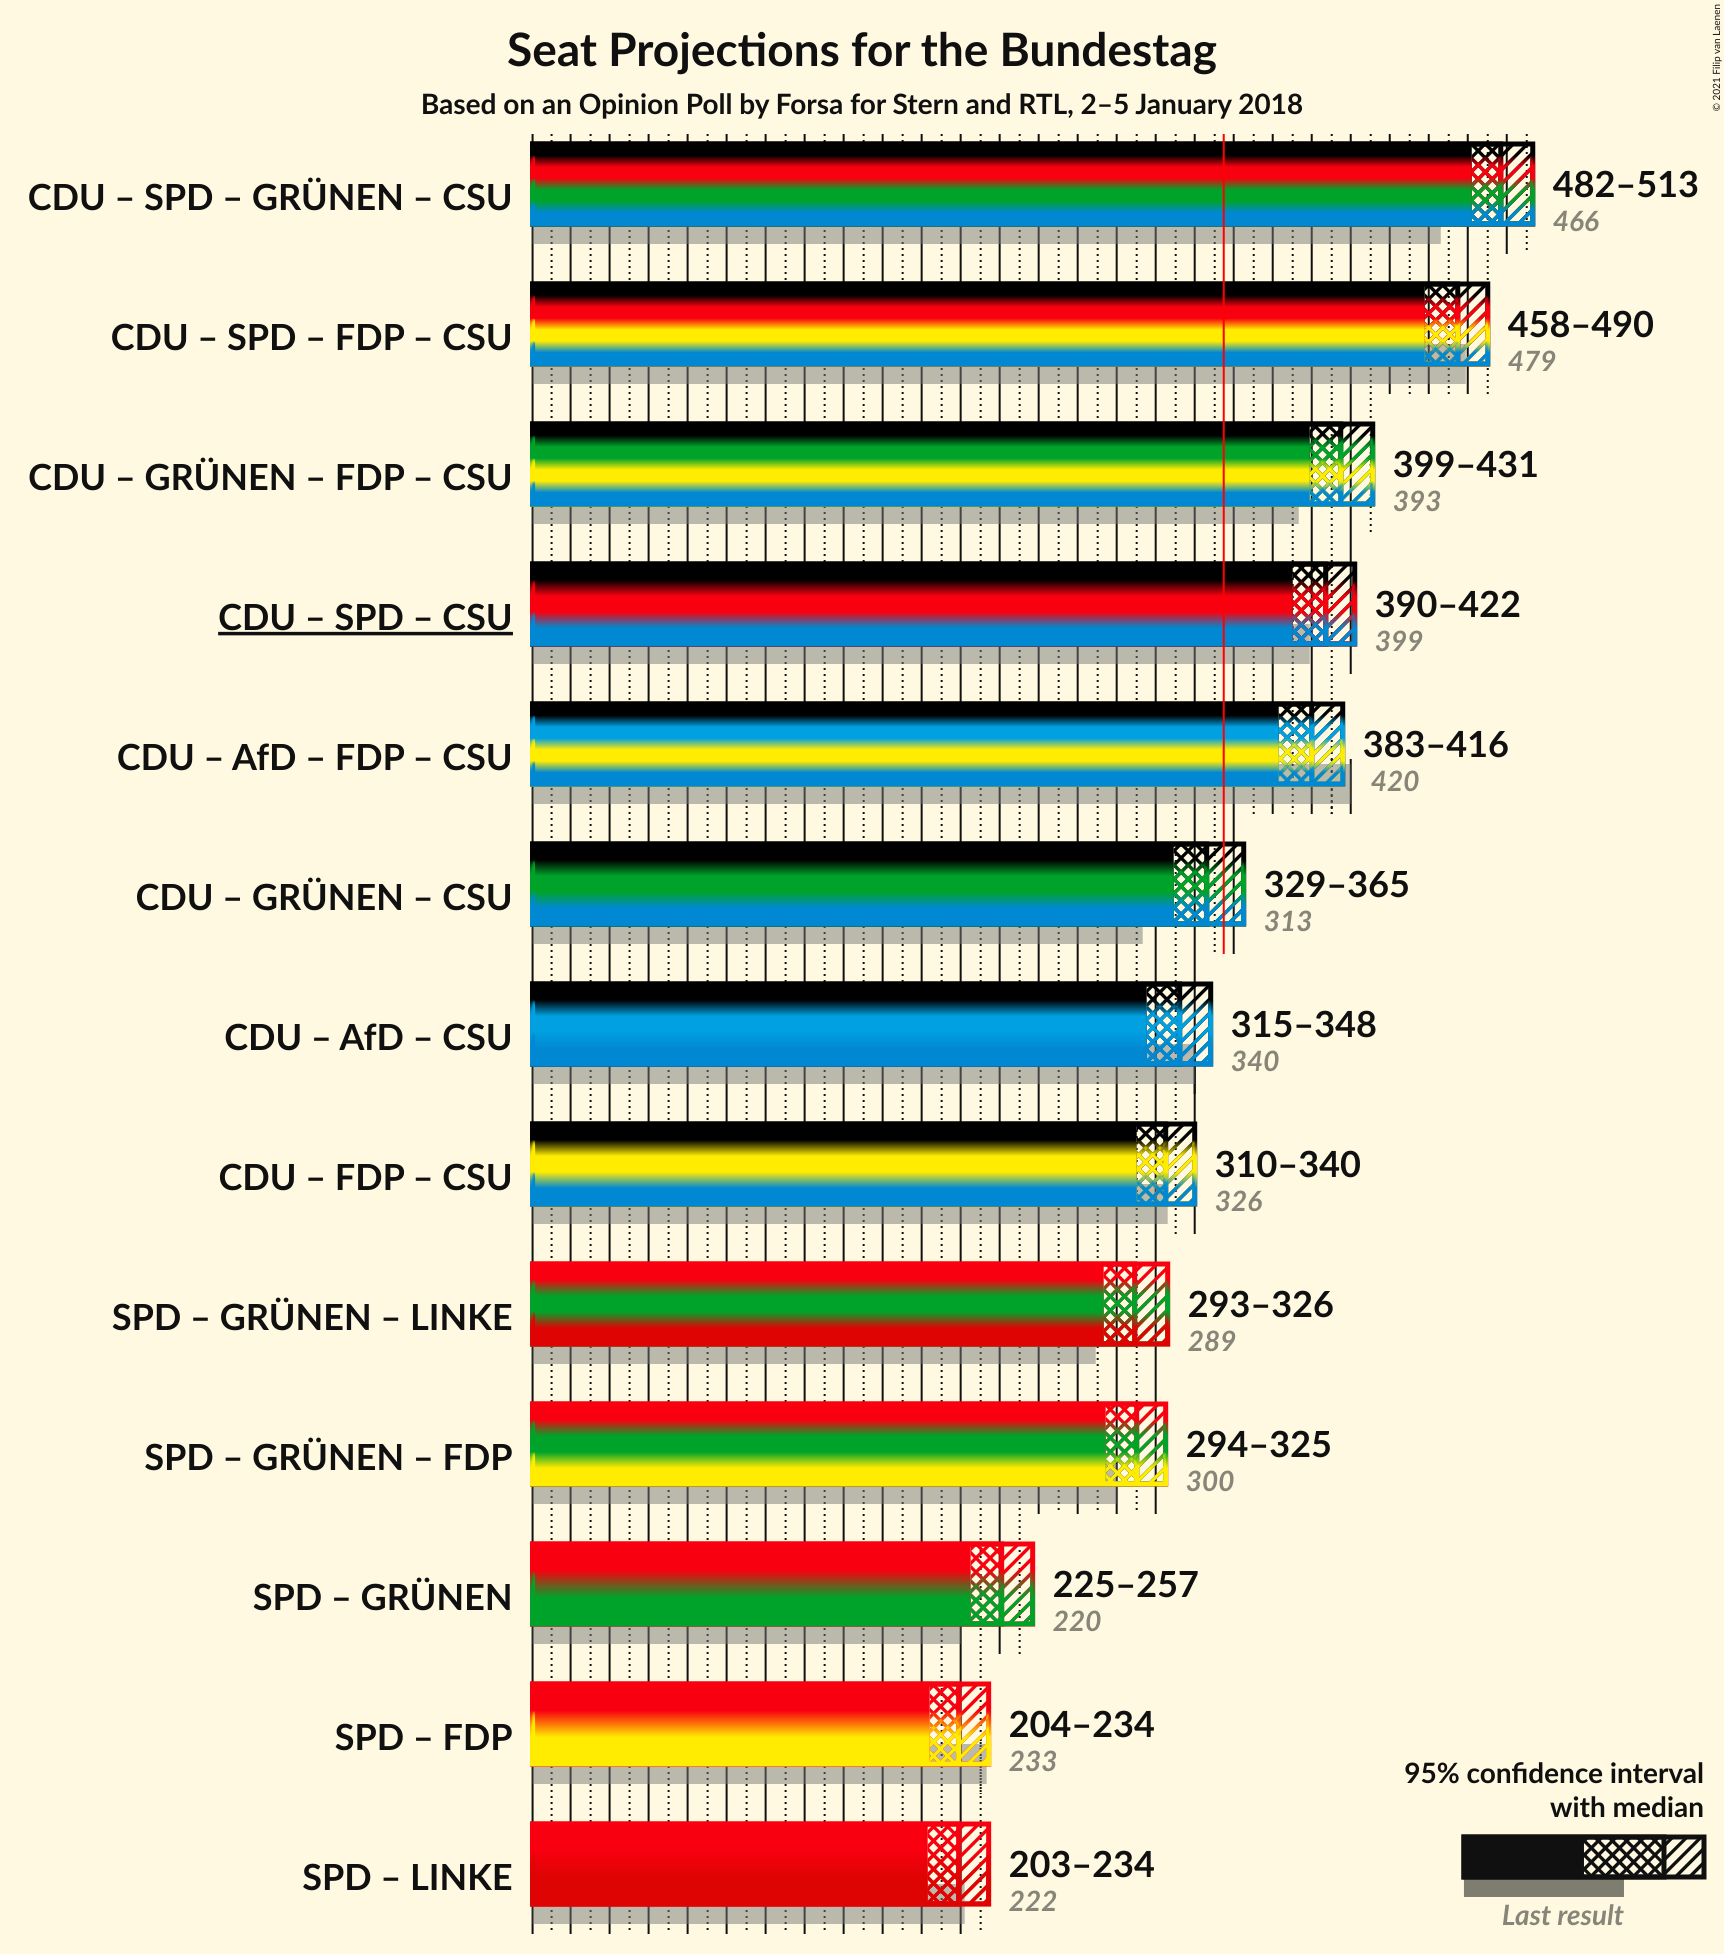 Seat Projections for the Bundestag
Based on an Opinion Poll by Forsa for Stern and RTL, 2–5 January 2018
© 2021 Filip van Laenen
CDU – SPD – GRÜNEN – CSU
482–513
466
CDU – SPD – FDP – CSU
458–490
479
CDU – GRÜNEN – FDP – CSU
399–431
393
CDU – SPD – CSU
390–422
399
CDU – AfD – FDP – CSU
383–416
420
CDU – GRÜNEN – CSU
329–365
313
CDU – AfD – CSU
315–348
340
CDU – FDP – CSU
310–340
326
SPD – GRÜNEN – LINKE
293–326
289
SPD – GRÜNEN – FDP
294–325
300
SPD – GRÜNEN
225–257
220
SPD – FDP
204–234
233
SPD – LINKE
203–234
222
95% confidence interval
with median
Last result